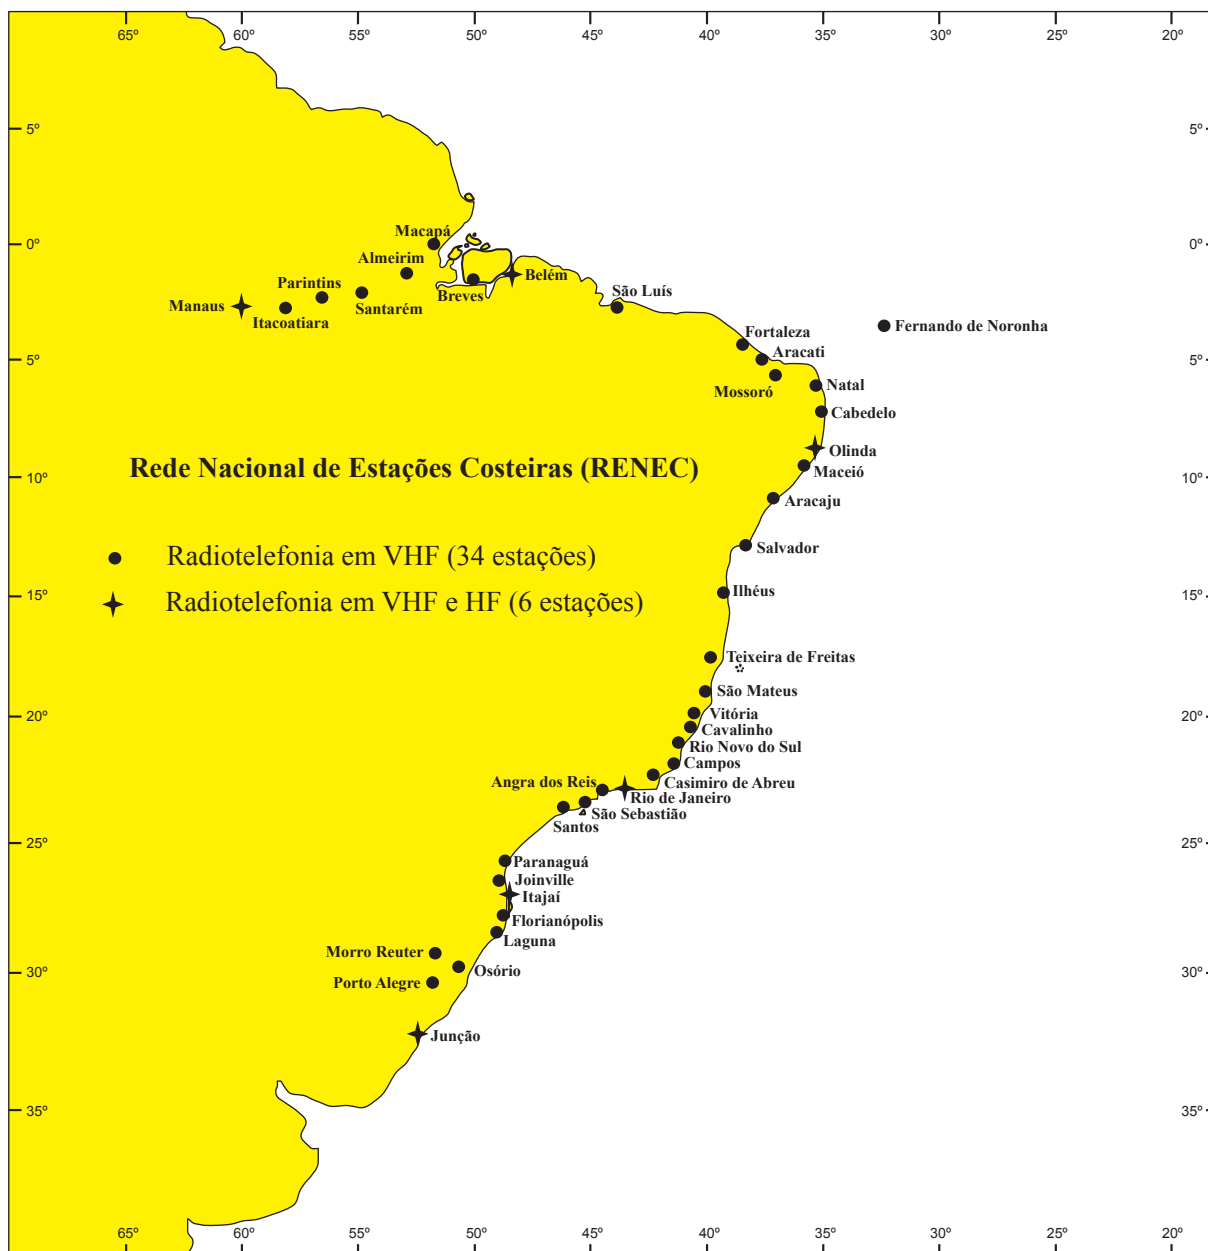 65º 60º 55º 50º 45º 40º 35º 30º 25º 20º
5º 5º
0º 0º
Macapá
Almeirim
Belém
Parintins
Breves
São Luís
Manaus
Santarém
Itacoatiara
Fernando de Noronha
Fortaleza
Aracati
5º 5º
Mossoró
Natal
Cabedelo
Olinda
Rede Nacional de Estações Costeiras (RENEC)
Maceió
10º 10º
Aracaju
Salvador
Radiotelefonia em VHF (34 estações)
Ilhéus
15º 15º
Radiotelefonia em VHF e HF (6 estações)
Teixeira de Freitas
São Mateus
Vitória
20º 20º
Cavalinho
Rio Novo do Sul
Campos
Angra dos Reis
Casimiro de Abreu
Rio de Janeiro
São Sebastião
Santos
25º 25º
Paranaguá
Joinville
Itajaí
Florianópolis
Laguna
Morro Reuter
Osório
30º 30º
Porto Alegre
Junção
35º 35º
65º 60º 55º 50º 45º 40º 35º 30º 25º 20º